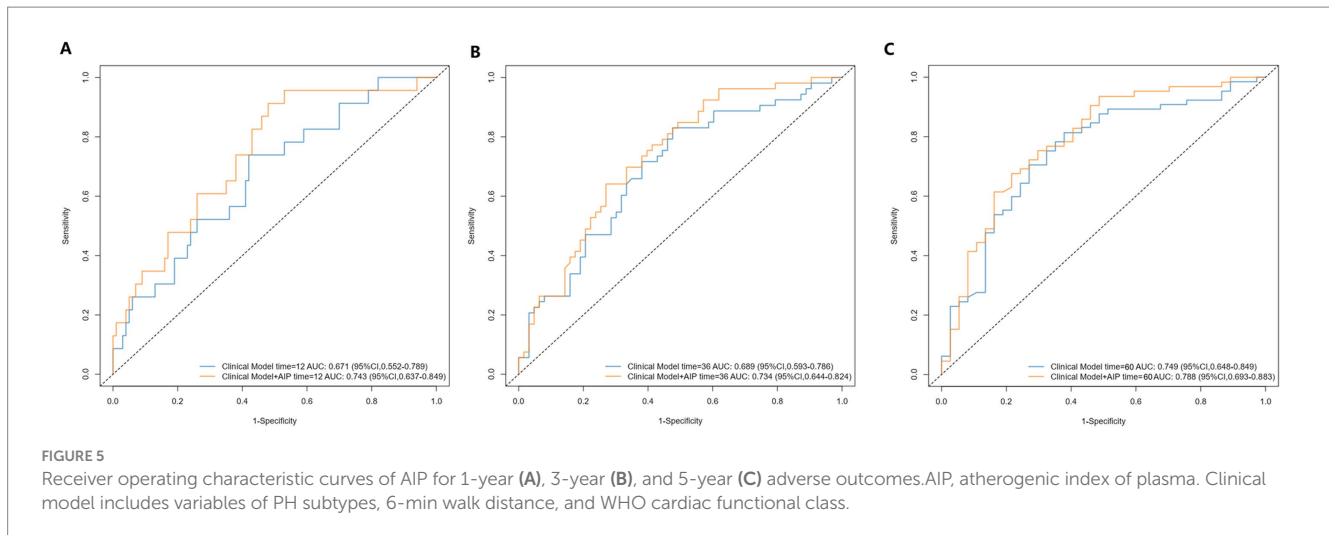 A
B
C
1.0
0.8
0.6
0.4
0.2
0.0
Sensitivity
Clinical Model time=12 AUC: 0.671 (95%CI,0.552-0.789)
Clinical Model+AIP time=12 AUC: 0.743 (95%CI,0.637-0.849)
0.0 0.2 0.4 0.6 0.8 1.0
1-Specificity
1.0
0.8
0.6
0.4
0.2
0.0
Sensitivity
Clinical Model time=36 AUC: 0.689 (95%CI,0.593-0.786)
Clinical Model+AIP time=36 AUC: 0.734 (95%CI,0.644-0.824)
0.0 0.2 0.4 0.6 0.8 1.0
1-Specificity
1.0
0.8
0.6
0.4
0.2
0.0
Sensitivity
Clinical Model time=60 AUC: 0.749 (95%CI,0.648-0.849)
Clinical Model+AIP time=60 AUC: 0.788 (95%CI,0.693-0.883)
0.0 0.2 0.4 0.6 0.8 1.0
1-Specificity
FIGURE 5
Receiver operating characteristic curves of AIP for 1-year (A), 3-year (B), and 5-year (C) adverse outcomes.AIP, atherogenic index of plasma. Clinical
model includes variables of PH subtypes, 6-min walk distance, and WHO cardiac functional class.